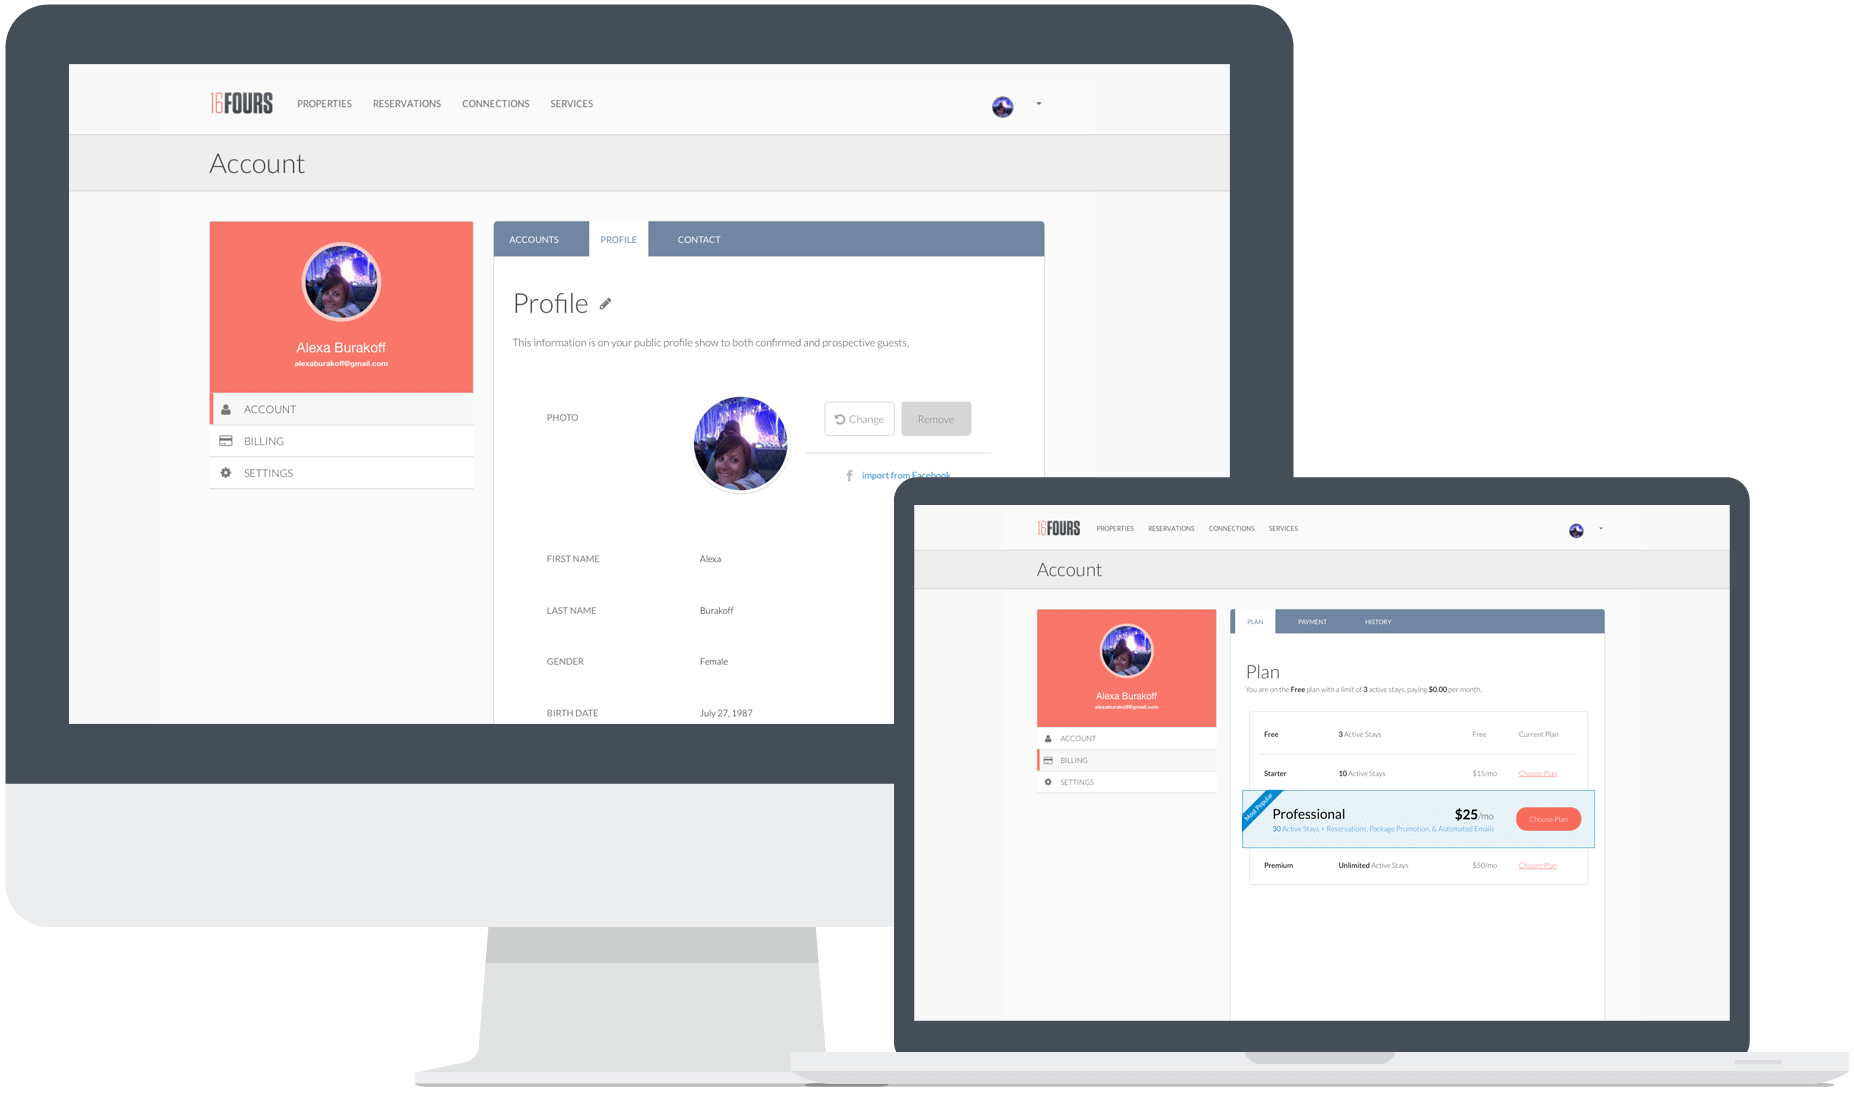 16FOURS PROPERTIES RESERVATIONS CONNECTIONS SERVICES
Account
Alexa Burakoff
alexaburakoff@gmail.com
ACCOUNT
BILLING
SETTINGS
ACCOUNTS PROFILE CONTACT
Profile
This information is on your public profile show to both confirmed and prospective guests.
PHOTO
Change Remove
import from Facebook
FIRST NAME Alexa
LAST NAME Burakoff
GENDER Female
BIRTH DATE July 27, 1987
16FOURS PROPERTIES RESERVATIONS CONNECTIONS SERVICES
Account
Alexa Burakoff
alexaburakoff@gmail.com
ACCOUNT
BILLING
SETTINGS
PLAN PAYMENT HISTORY
Plan
You are on the Free plan with a limit of 3 active stays, paying $0.00 per month.
Free 3 Active Stays Free Current Plan
Starter 10 Active Stays $15/mo Choose Plan
Most Popular
Professional $25/mo Choose Plan
30 Active Stays + Reservations, Package Promotion, & Automated Emails
Premium Unlimited Active Stays $50/mo Choose Plan